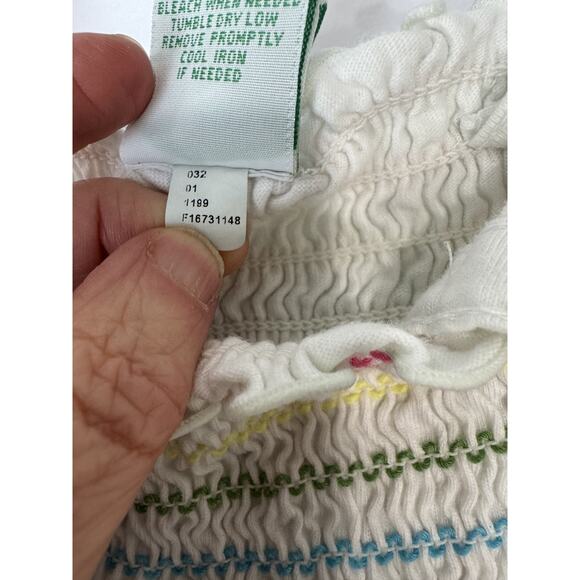 BLEACH WHEN NEEDED
TUMBLE DRY LOW
REMOVE PROMPTLY
COOL IRON
IF NEEDED
032
01
1199
F16731148